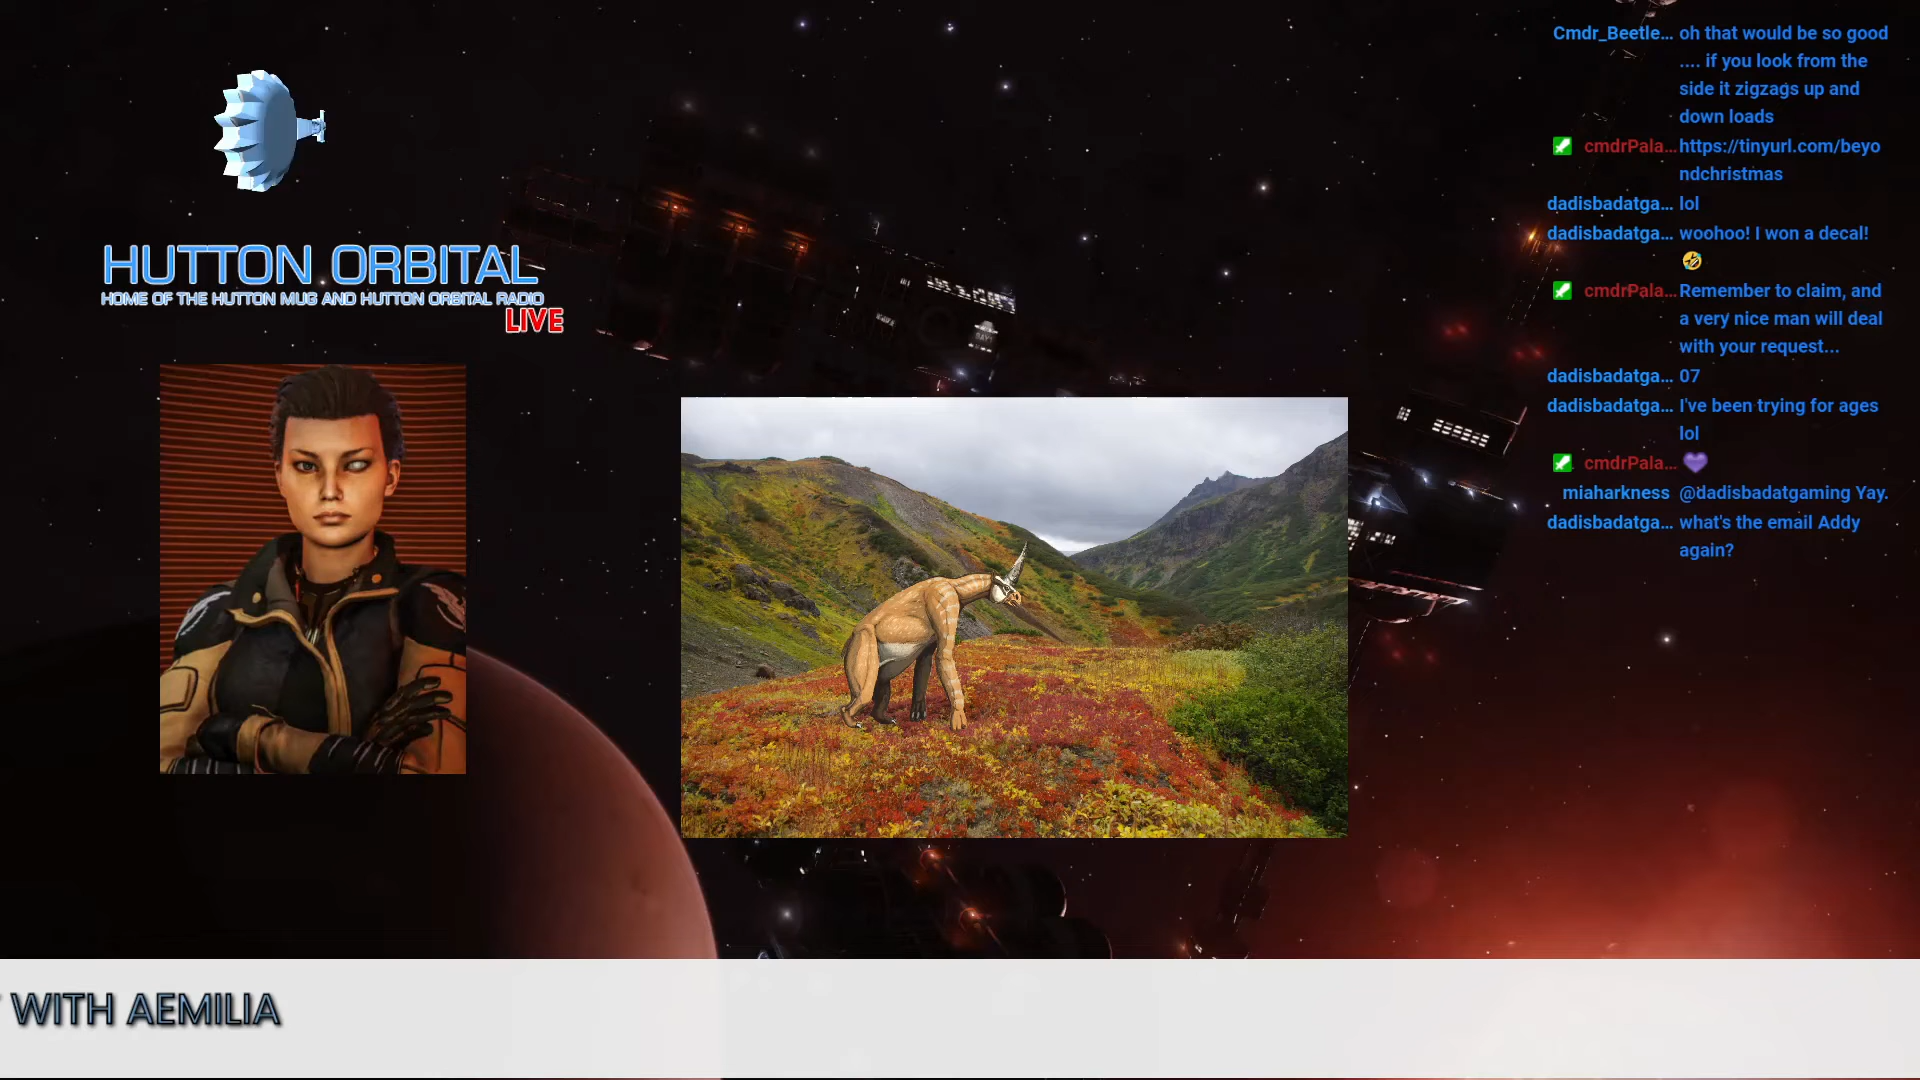 HUTTON ORBITAL
HOME OF THE HUTTON MUG AND HUTTON ORBITAL RADIO
LIVE
Cmdr_Beetle… oh that would be so good
.... if you look from the
side it zigzags up and
down loads
cmdrPala… https://tinyurl.com/beyo
ndchristmas
dadisbadatga… lol
dadisbadatga… woohoo! I won a decal!
🤣
cmdrPala… Remember to claim, and
a very nice man will deal
with your request...
dadisbadatga… 07
dadisbadatga… I've been trying for ages
lol
cmdrPala… 💜
miaharkness @dadisbadatgaming Yay.
dadisbadatga… what's the email Addy
again?
WITH AEMILIA